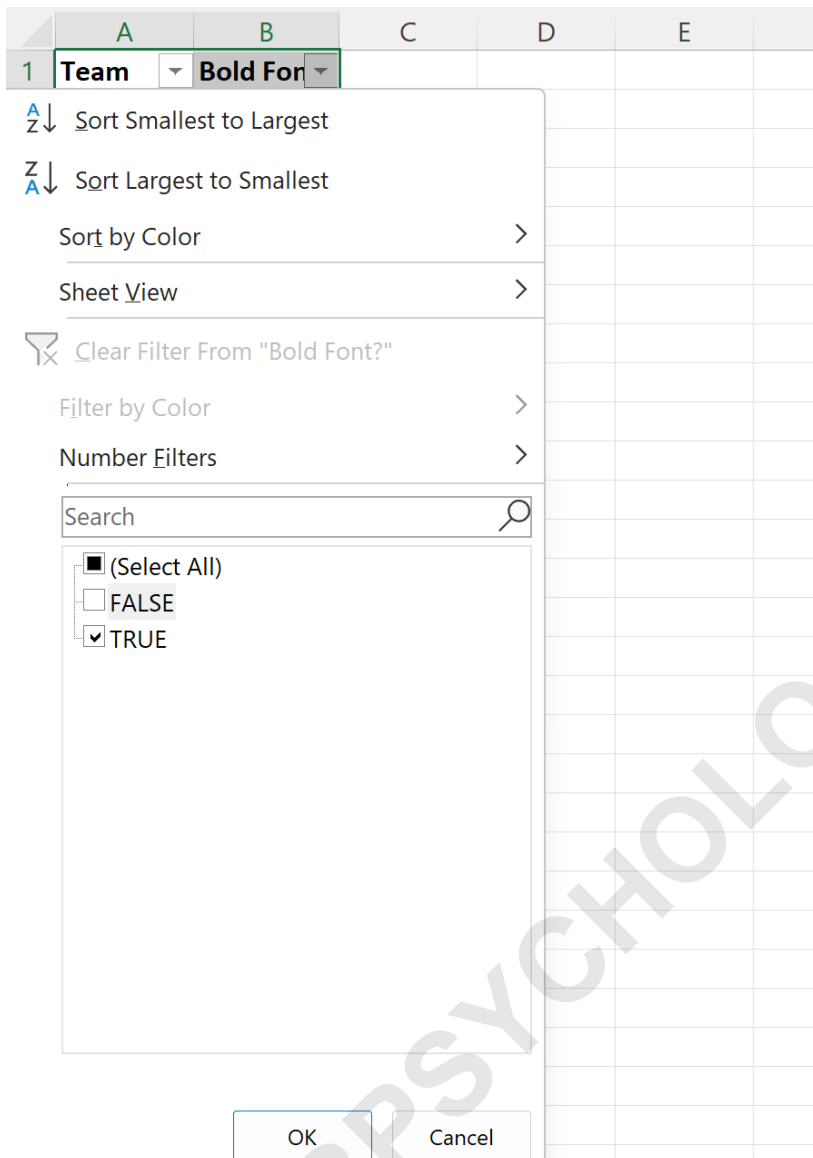 A B C D E
1 Team Bold Fon
Sort Smallest to Largest
Sort Largest to Smallest
Sort by Color
Sheet View
Clear Filter From "Bold Font?"
Filter by Color
Number Filters
Search
(Select All)
FALSE
TRUE
OK Cancel
PSYCHOLO